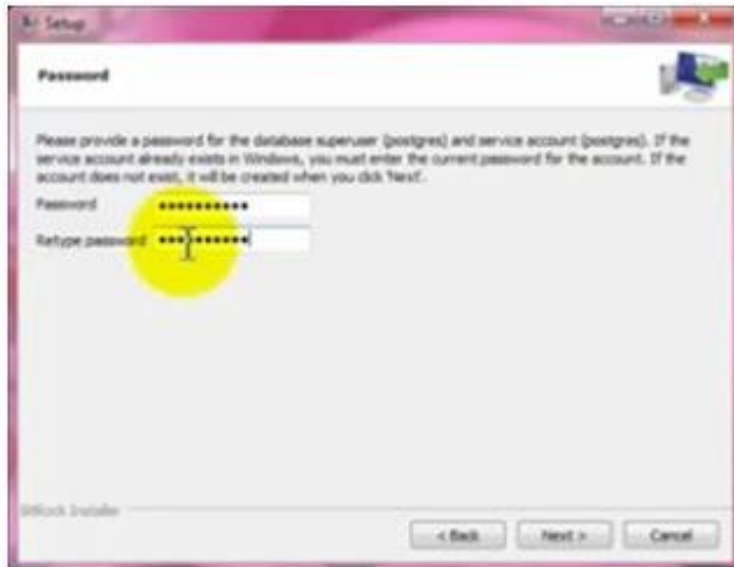 Setup
Password
Please provide a password for the database superuser (postgres) and service account (postgres). If the
service account already exists in Windows, you must enter the current password for the account. If the
account does not exist, it will be created when you click 'Next'.
Password ••••••••••
Retype password ••••••••••
BitRock Installer
< Back Next > Cancel